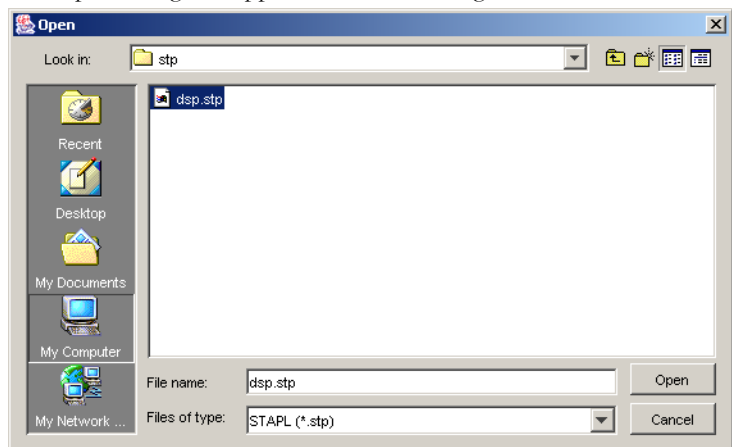 Open
Look in:
stp
dsp.stp
Recent
Desktop
My Documents
My Computer
My Network ...
File name:
dsp.stp
Open
Files of type:
STAPL (*.stp)
Cancel